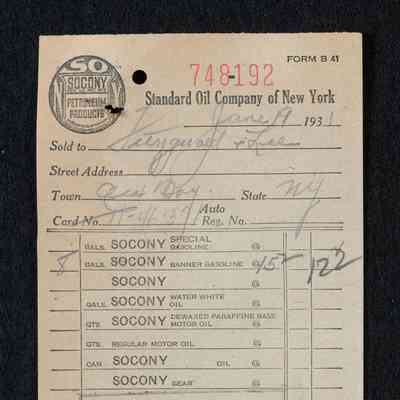 FORM B 41
SO
SOCONY
PETROLEUM
PRODUCTS
N Y
748-192
Standard Oil Company of New York
June 19 1931
Sold to
Street Address
Town State NY
Card No. Auto Reg. No.
GALS. SOCONY SPECIAL GASOLINE @
8 GALS. SOCONY BANNER GASOLINE @ 152 122
SOCONY @
GALS. SOCONY WATER WHITE OIL @
QTS. SOCONY DEWAXED PARAFFINE BASE MOTOR OIL @
QTS. REGULAR MOTOR OIL @
CAN SOCONY OIL @
SOCONY GEAR @